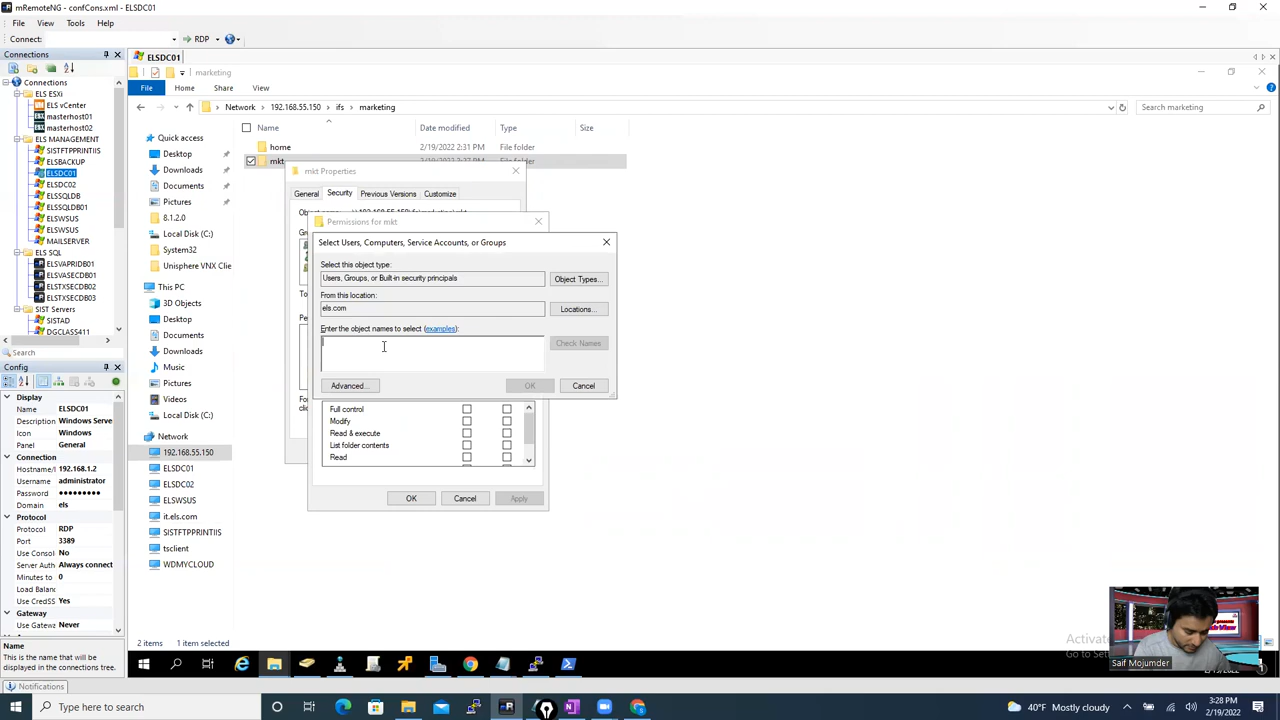 mRemoteNG - confCons.xml - ELSDC01
File View Tools Help
Connect: RDP
Connections
Connections
ELS ESXi
ELS vCenter
masterhost01
masterhost02
ELS MANAGEMENT
SISTFTPPRINTIIS
ELSBACKUP
ELSDC01
ELSDC02
ELSSQLDB
ELSSQLDB01
ELSWSUS
ELSWSUS
MAILSERVER
ELS SQL
ELSVAPRIDB01
ELSVASECDB01
ELSTXSECDB02
ELSTXSECDB03
SIST Servers
SISTAD
DGCLASS411
Search
Config
Display
Name ELSDC01
Description Windows Serve
Icon Windows
Panel General
Connection
Hostname/I 192.168.1.2
Username administrator
Password
Domain els
Protocol
Protocol RDP
Port 3389
Use Consol No
Server Auth Always connect
Minutes to 0
Load Balanc
Use CredSS Yes
Gateway
Use Gatewa Never
Name
This is the name that will be
displayed in the connections tree.
Notifications
ELSDC01
marketing
File Home Share View
Network 192.168.55.150 ifs marketing
Search marketing
Quick access
Desktop
Downloads
Documents
Pictures
8.1.2.0
Local Disk (C:)
System32
Unisphere VNX Clie
This PC
3D Objects
Desktop
Documents
Downloads
Music
Pictures
Videos
Local Disk (C:)
Network
192.168.55.150
ELSDC01
ELSDC02
ELSWSUS
it.els.com
SISTFTPPRINTIIS
tsclient
WDMYCLOUD
Name Date modified Type Size
home 2/19/2022 2:31 PM File folder
mkt
mkt Properties
General Security Previous Versions Customize
Permissions for mkt
Select Users, Computers, Service Accounts, or Groups
Select this object type:
Users, Groups, or Built-in security principals
Object Types...
From this location:
els.com
Locations...
Enter the object names to select (examples):
Check Names
Advanced...
OK
Cancel
Full control
Modify
Read & execute
List folder contents
Read
OK Cancel Apply
2 items 1 item selected
Saif Mojumder
Type here to search
40°F Mostly cloudy
3:28 PM
2/19/2022